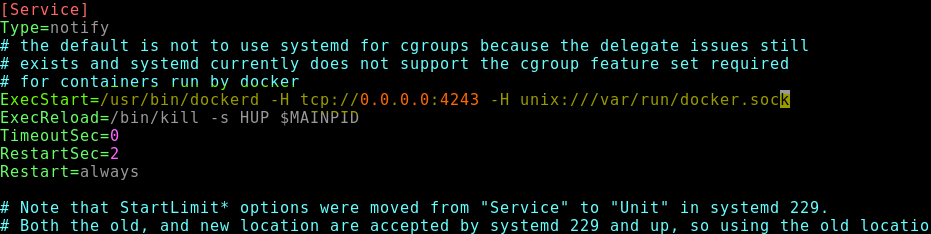 [Service]
Type=notify
# the default is not to use systemd for cgroups because the delegate issues still
# exists and systemd currently does not support the cgroup feature set required
# for containers run by docker
ExecStart=/usr/bin/dockerd -H tcp://0.0.0.0:4243 -H unix:///var/run/docker.sock
ExecReload=/bin/kill -s HUP $MAINPID
TimeoutSec=0
RestartSec=2
Restart=always
# Note that StartLimit* options were moved from "Service" to "Unit" in systemd 229.
# Both the old, and new location are accepted by systemd 229 and up, so using the old locatio